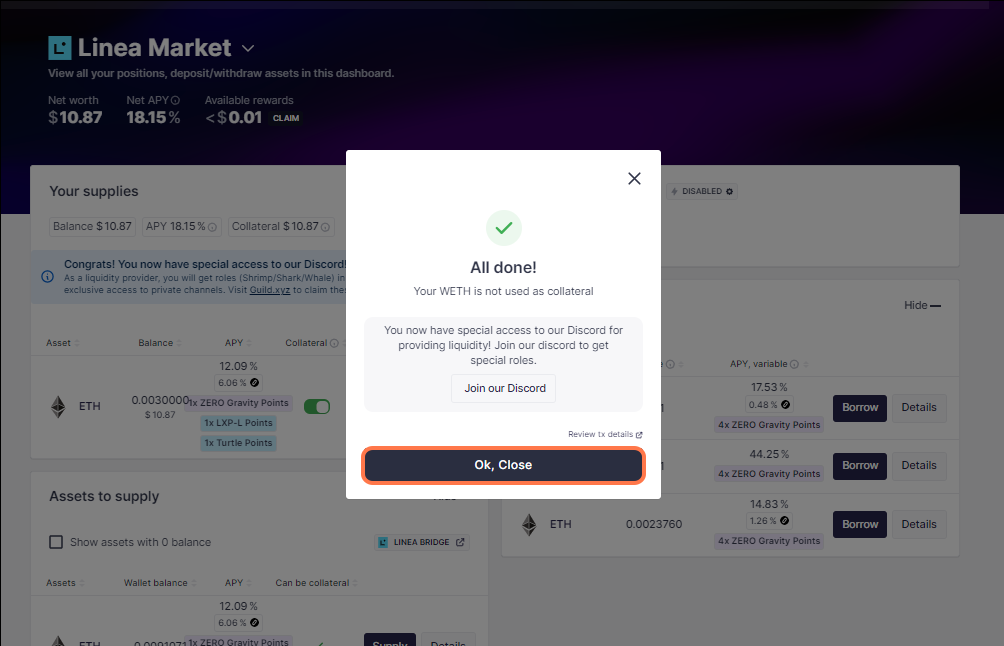 Linea Market
View all your positions, deposit/withdraw assets in this dashboard.
Net worth Net APY Available rewards
$10.87 18.15% <$0.01 CLAIM
Your supplies
Balance $10.87 APY 18.15% Collateral $10.87
Congrats! You now have special access to our Discord!
As a liquidity provider, you will get roles (Shrimp/Shark/Whale) in
exclusive access to private channels. Visit Guild.xyz to claim
Asset Balance APY Collateral
ETH 0.0030000 $10.87
12.09%
6.06%
1x ZERO Gravity Points
1x LXP-L Points
1x Turtle Points
Assets to supply
Show assets with 0 balance LINEA BRIDGE
Assets Wallet balance APY Can be collateral
12.09%
6.06%
ETH 1x ZERO Gravity Points Supply Details
All done!
Your WETH is not used as collateral
You now have special access to our Discord for
providing liquidity! Join our discord to get
special roles.
Join our Discord
Review tx details
Ok, Close
DISABLED
Hide
APY, variable
17.53%
0.48%
4x ZERO Gravity Points
Borrow Details
44.25%
4x ZERO Gravity Points
Borrow Details
ETH 0.0023760
14.83%
1.26%
4x ZERO Gravity Points
Borrow Details